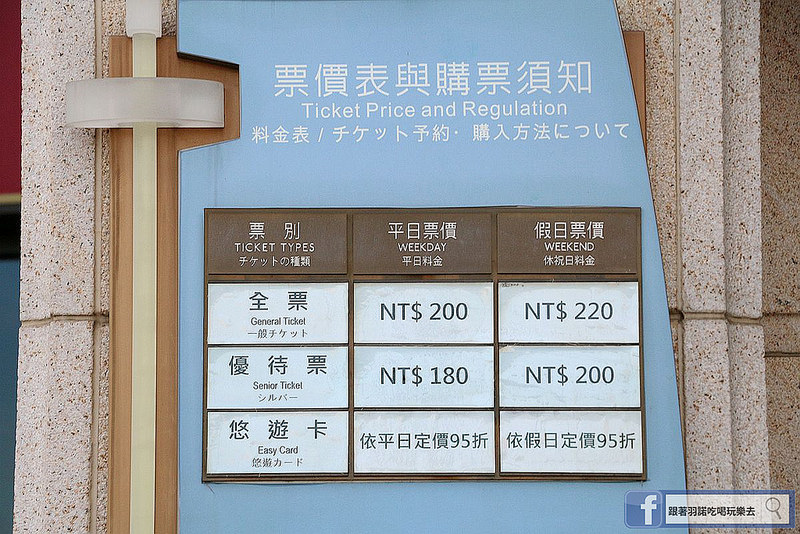 票價表與購票須知
Ticket Price and Regulation
料金表 / チケット予約・購入方法について
票別 平日票價 假日票價
TICKET TYPES WEEKDAY WEEKEND
チケットの種類 平日料金 休祝日料金
全票
General Ticket
一般チケット
NT$ 200
NT$ 220
優待票
Senior Ticket
シルバー
NT$ 180
NT$ 200
悠遊卡
Easy Card
悠遊カード
依平日定價95折
依假日定價95折
f 跟著羽諾吃喝玩樂去